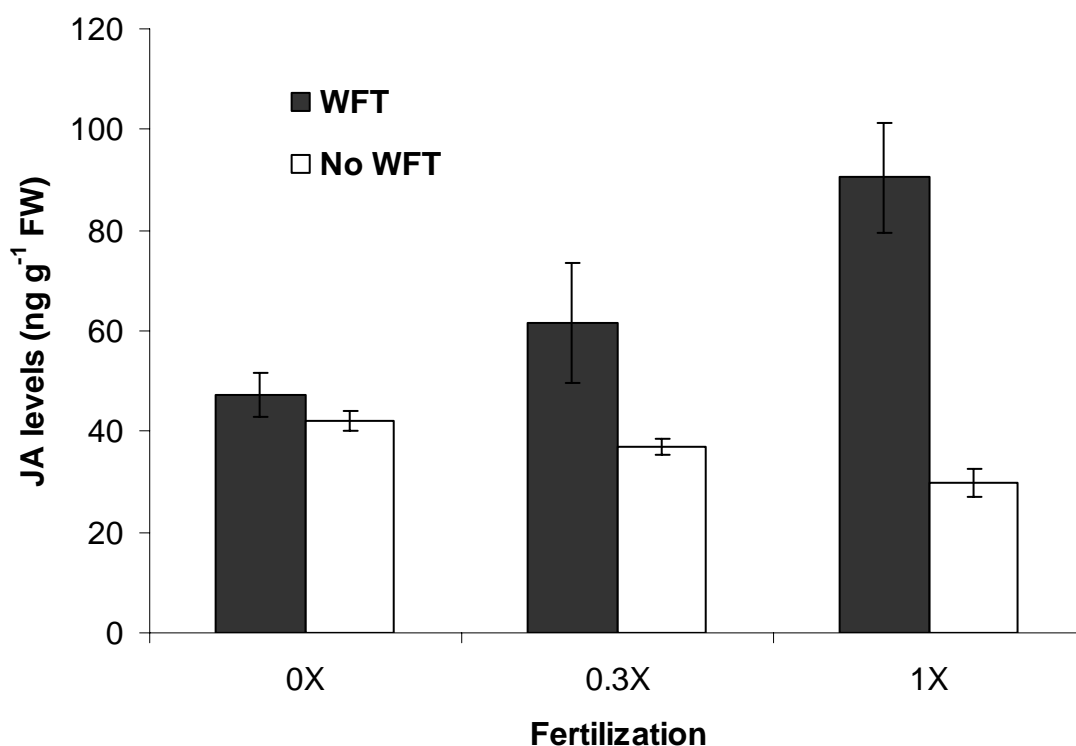 120
100
80
60
40
20
0
JA levels (ng g⁻¹ FW)
WFT
No WFT
0X 0.3X 1X
Fertilization